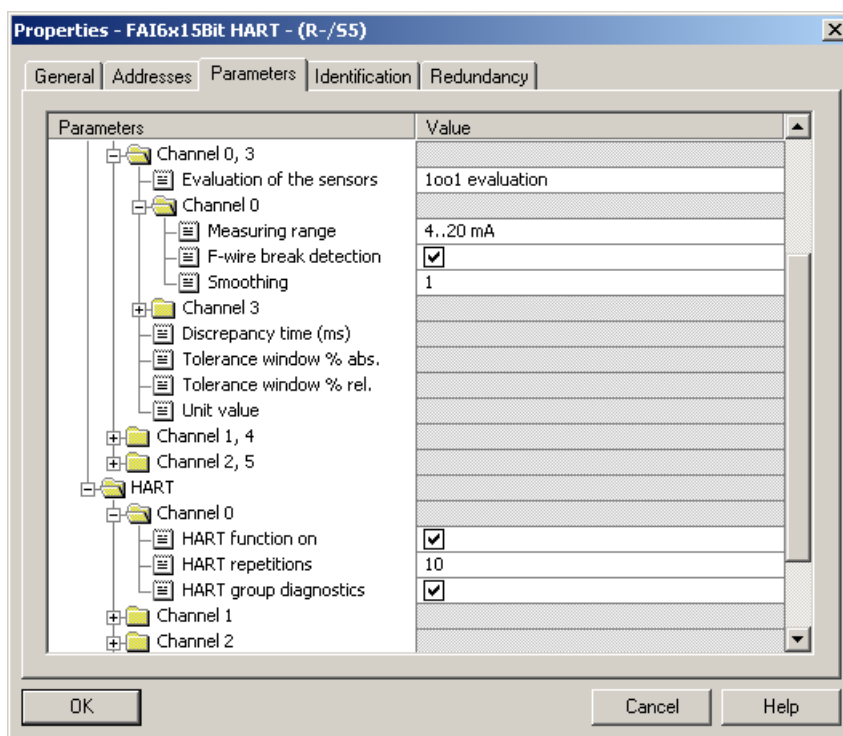 Properties - FAI6x15Bit HART - (R-/S5)
General Addresses Parameters Identification Redundancy
Parameters Value
Channel 0, 3
Evaluation of the sensors 1oo1 evaluation
Channel 0
Measuring range 4..20 mA
F-wire break detection
Smoothing 1
Channel 3
Discrepancy time (ms)
Tolerance window % abs.
Tolerance window % rel.
Unit value
Channel 1, 4
Channel 2, 5
HART
Channel 0
HART function on
HART repetitions 10
HART group diagnostics
Channel 1
Channel 2
OK Cancel Help